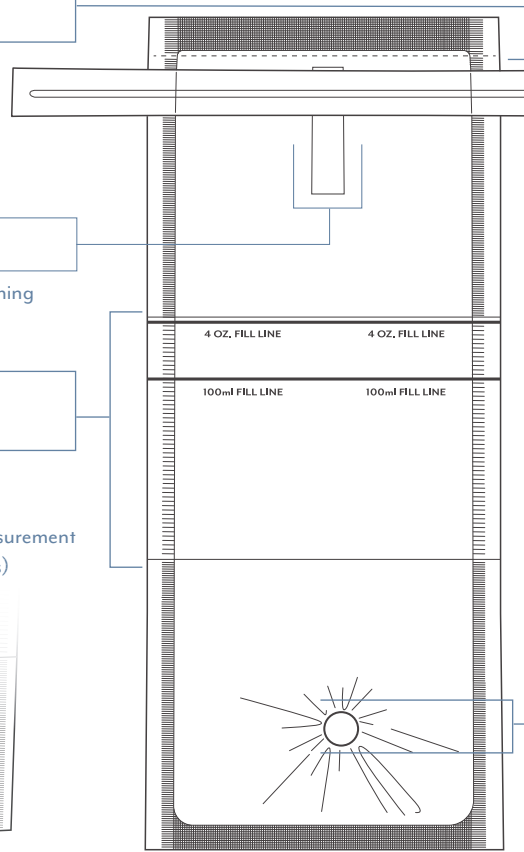 ning
4 OZ. FILL LINE 4 OZ. FILL LINE
100ml FILL LINE 100ml FILL LINE
surement
s)